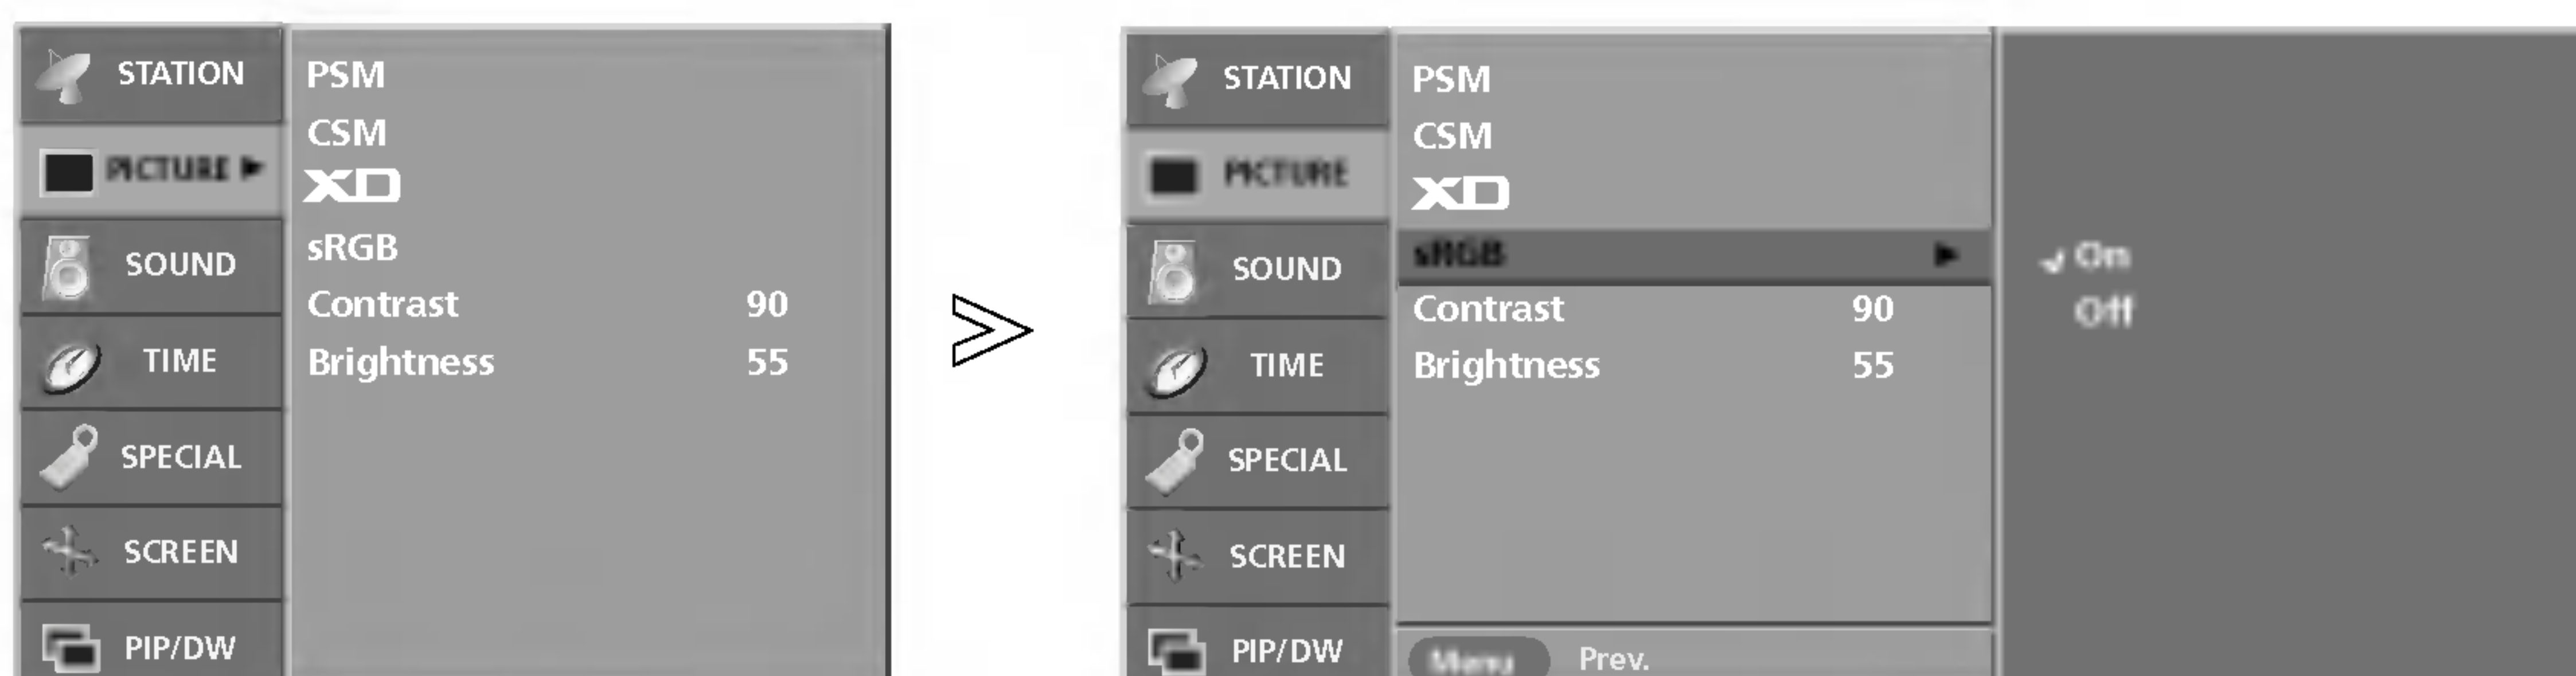 STATION
PICTURE ►
SOUND
TIME
SPECIAL
SCREEN
PIP/DW
PSM
CSM
XD
sRGB
Contrast 90
Brightness 55
STATION
PICTURE
SOUND
TIME
SPECIAL
SCREEN
PIP/DW
PSM
CSM
XD
sRGB ►
Contrast 90
Brightness 55
Menu Prev.
✓ On
Off